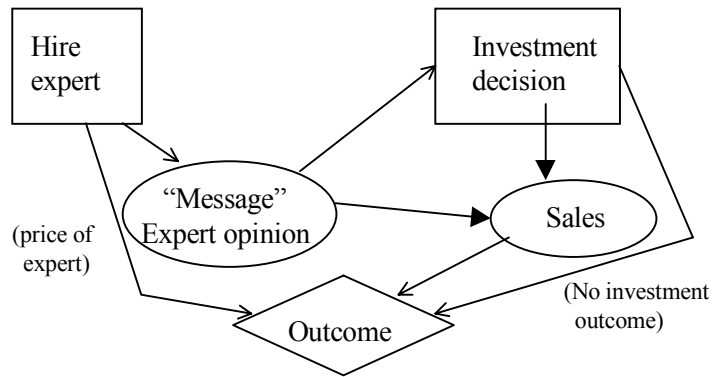 Hire
expert
Investment
decision
“Message”
Expert opinion
Sales
(price of
expert)
(No investment
outcome)
Outcome